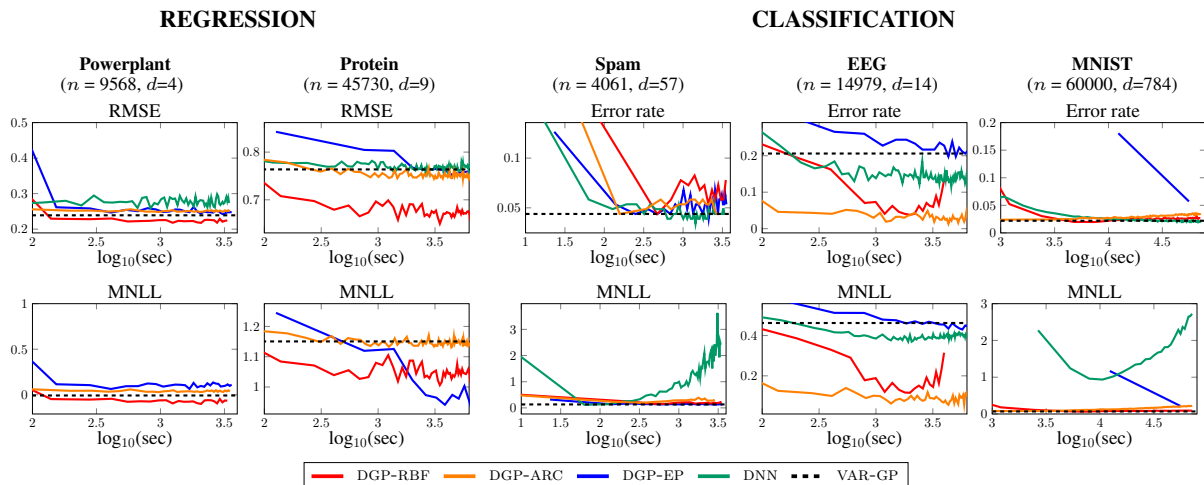 REGRESSION CLASSIFICATION
Powerplant Protein Spam EEG MNIST
(n = 9568, d=4) (n = 45730, d=9) (n = 4061, d=57) (n = 14979, d=14) (n = 60000, d=784)
RMSE RMSE Error rate Error rate Error rate
0.5 0.4 0.3 0.2
2 2.5 3 3.5
log10(sec)
0.8 0.7
2 2.5 3 3.5
log10(sec)
0.1 0.05
1 1.5 2 2.5 3 3.5
log10(sec)
0.2 0.1 0
2 2.5 3 3.5
log10(sec)
0.2 0.15 0.1 0.05 0
3 3.5 4 4.5
log10(sec)
MNLL MNLL MNLL MNLL MNLL
1 0.5 0
2 2.5 3 3.5
log10(sec)
1.2 1.1 1
2 2.5 3 3.5
log10(sec)
3 2 1 0
1 1.5 2 2.5 3 3.5
log10(sec)
0.4 0.2
2 2.5 3 3.5
log10(sec)
3 2 1 0
3 3.5 4 4.5
log10(sec)
DGP-RBF DGP-ARC DGP-EP DNN VAR-GP